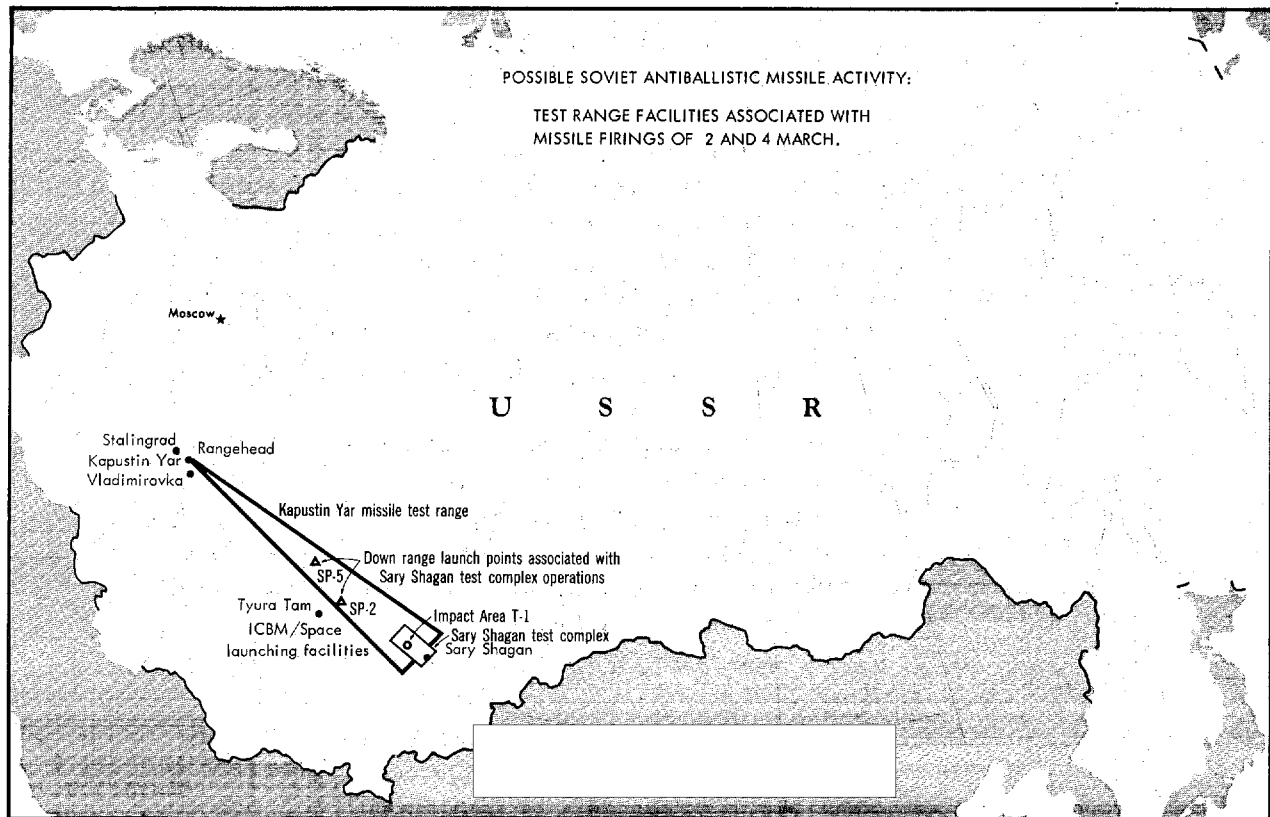 POSSIBLE SOVIET ANTIBALLISTIC MISSILE ACTIVITY:
TEST RANGE FACILITIES ASSOCIATED WITH
MISSILE FIRINGS OF 2 AND 4 MARCH.
Moscow
U S S R
Stalingrad
Rangehead
Kapustin Yar
Vladimirovka
Kapustin Yar missile test range
Down range launch points associated with
Sary Shagan test complex operations
SP-5
SP-2
Tyura Tam
ICBM/Space
launching facilities
Impact Area T-1
Sary Shagan test complex
Sary Shagan